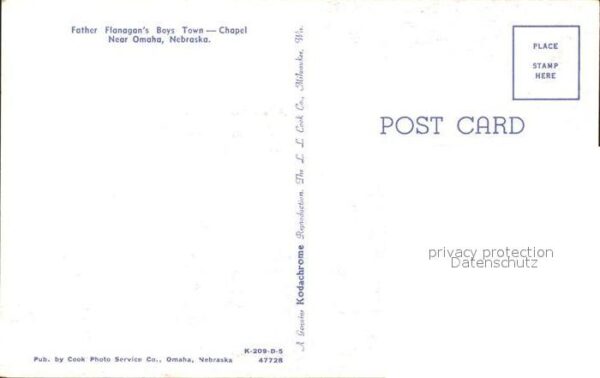 Father Flanagan's Boys Town — Chapel
Near Omaha, Nebraska.
PLACE
STAMP
HERE
POST CARD
A Genuine Kodachrome Reproduction. The L. L. Cook Co., Milwaukee, Wis.
privacy protection
Datenschutz
K-209-D-5
Pub. by Cook Photo Service Co., Omaha, Nebraska 47728